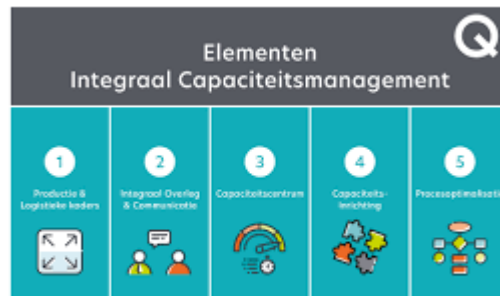 Q
Elementen
Integraal Capaciteitsmanagement
1
Productie &
Logistieke kaders
2
Integraal Overleg
& Communicatie
3
Capaciteitscentrum
4
Capaciteits-
inrichting
5
Procesoptimalisatie